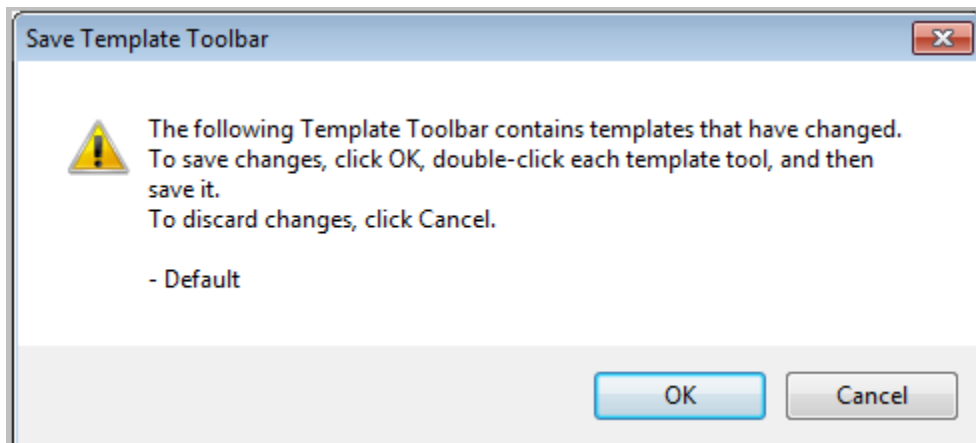 Save Template Toolbar
The following Template Toolbar contains templates that have changed.
To save changes, click OK, double-click each template tool, and then
save it.
To discard changes, click Cancel.
- Default
OK
Cancel